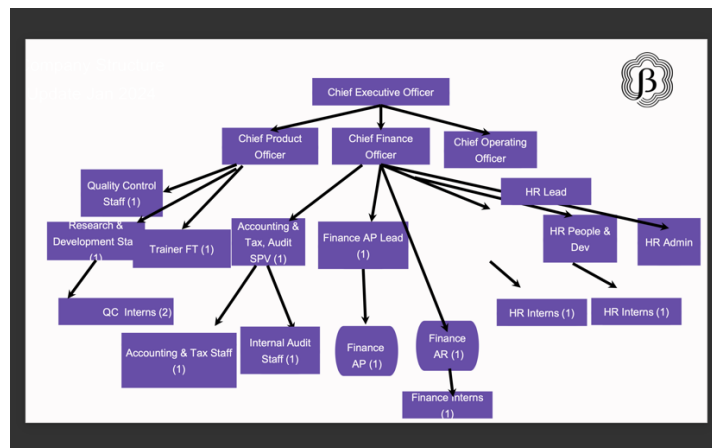 Chief Executive Officer
Chief Product
Officer
Chief Finance
Officer
Chief Operating
Officer
Quality Control
Staff (1)
HR Lead
Research &
Development Sta
(1)
Trainer FT (1)
Accounting &
Tax, Audit
SPV (1)
Finance AP Lead
(1)
HR People &
Dev
HR Admin
QC Interns (2)
HR Interns (1)
HR Interns (1)
Accounting & Tax Staff
(1)
Internal Audit
Staff (1)
Finance
AP (1)
Finance
AR (1)
Finance Interns
(1)
β